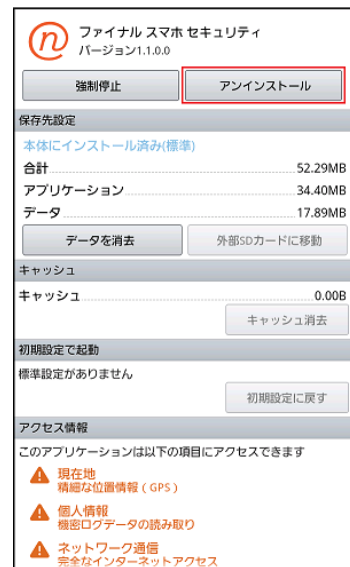 ファイナル スマホ セキュリティ
バージョン1.1.0.0
強制停止 アンインストール
保存先設定
本体にインストール済み(標準)
合計 52.29MB
アプリケーション 34.40MB
データ 17.89MB
データを消去 外部SDカードに移動
キャッシュ
キャッシュ 0.00B
キャッシュ消去
初期設定で起動
標準設定がありません
初期設定に戻す
アクセス情報
このアプリケーションは以下の項目にアクセスできます
現在地
精細な位置情報 ( GPS )
個人情報
機密ログデータの読み取り
ネットワーク通信
完全なインターネットアクセス